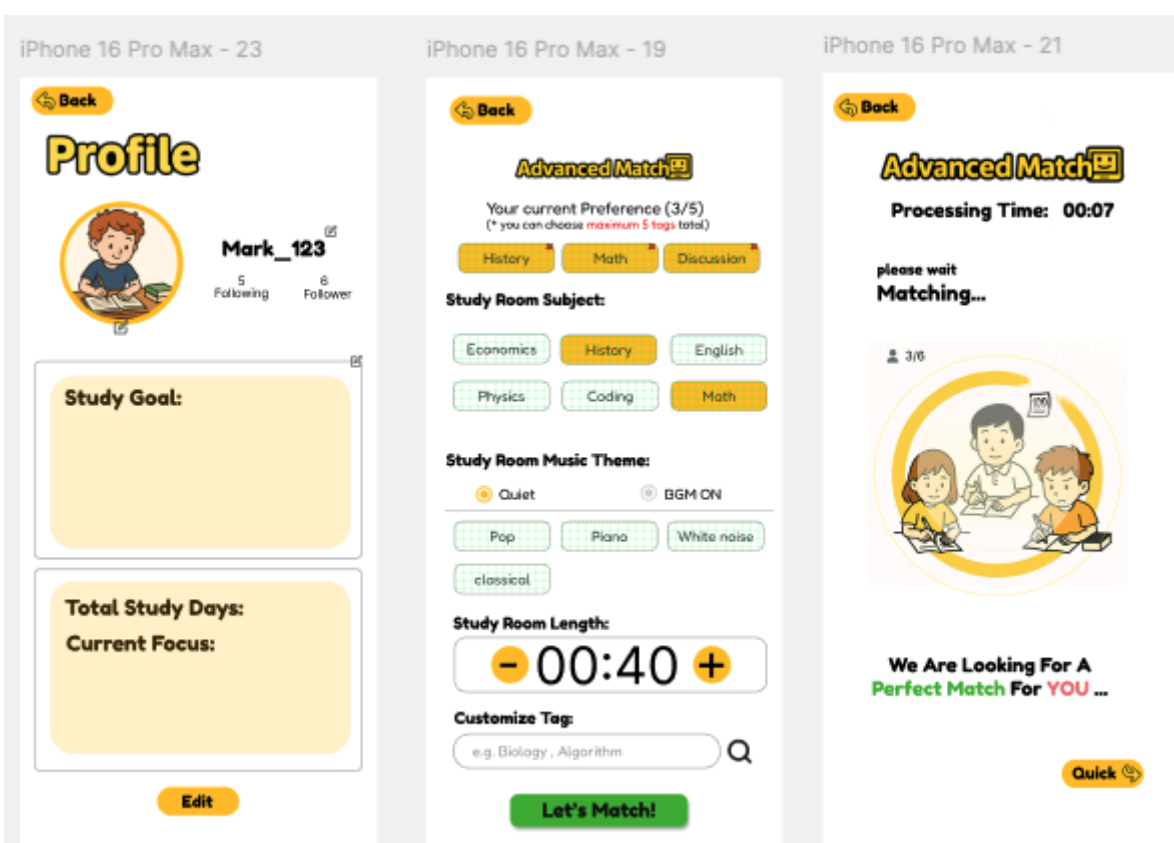 iPhone 16 Pro Max - 23
Back
Profile
Mark_123
5 6
Following Follower
Study Goal:
Total Study Days:
Current Focus:
Edit
iPhone 16 Pro Max - 19
Back
Advanced Match
Your current Preference (3/5)
(* you can choose maximum 5 tags total)
History Math Discussion
Study Room Subject:
Economics History English
Physics Coding Math
Study Room Music Theme:
Quiet BGM ON
Pop Piano White noise
classical
Study Room Length:
- 00:40 +
Customize Tag:
e.g. Biology , Algorithm
Let's Match!
iPhone 16 Pro Max - 21
Back
Advanced Match
Processing Time: 00:07
please wait
Matching...
3/6
100
We Are Looking For A
Perfect Match For YOU ...
Quick